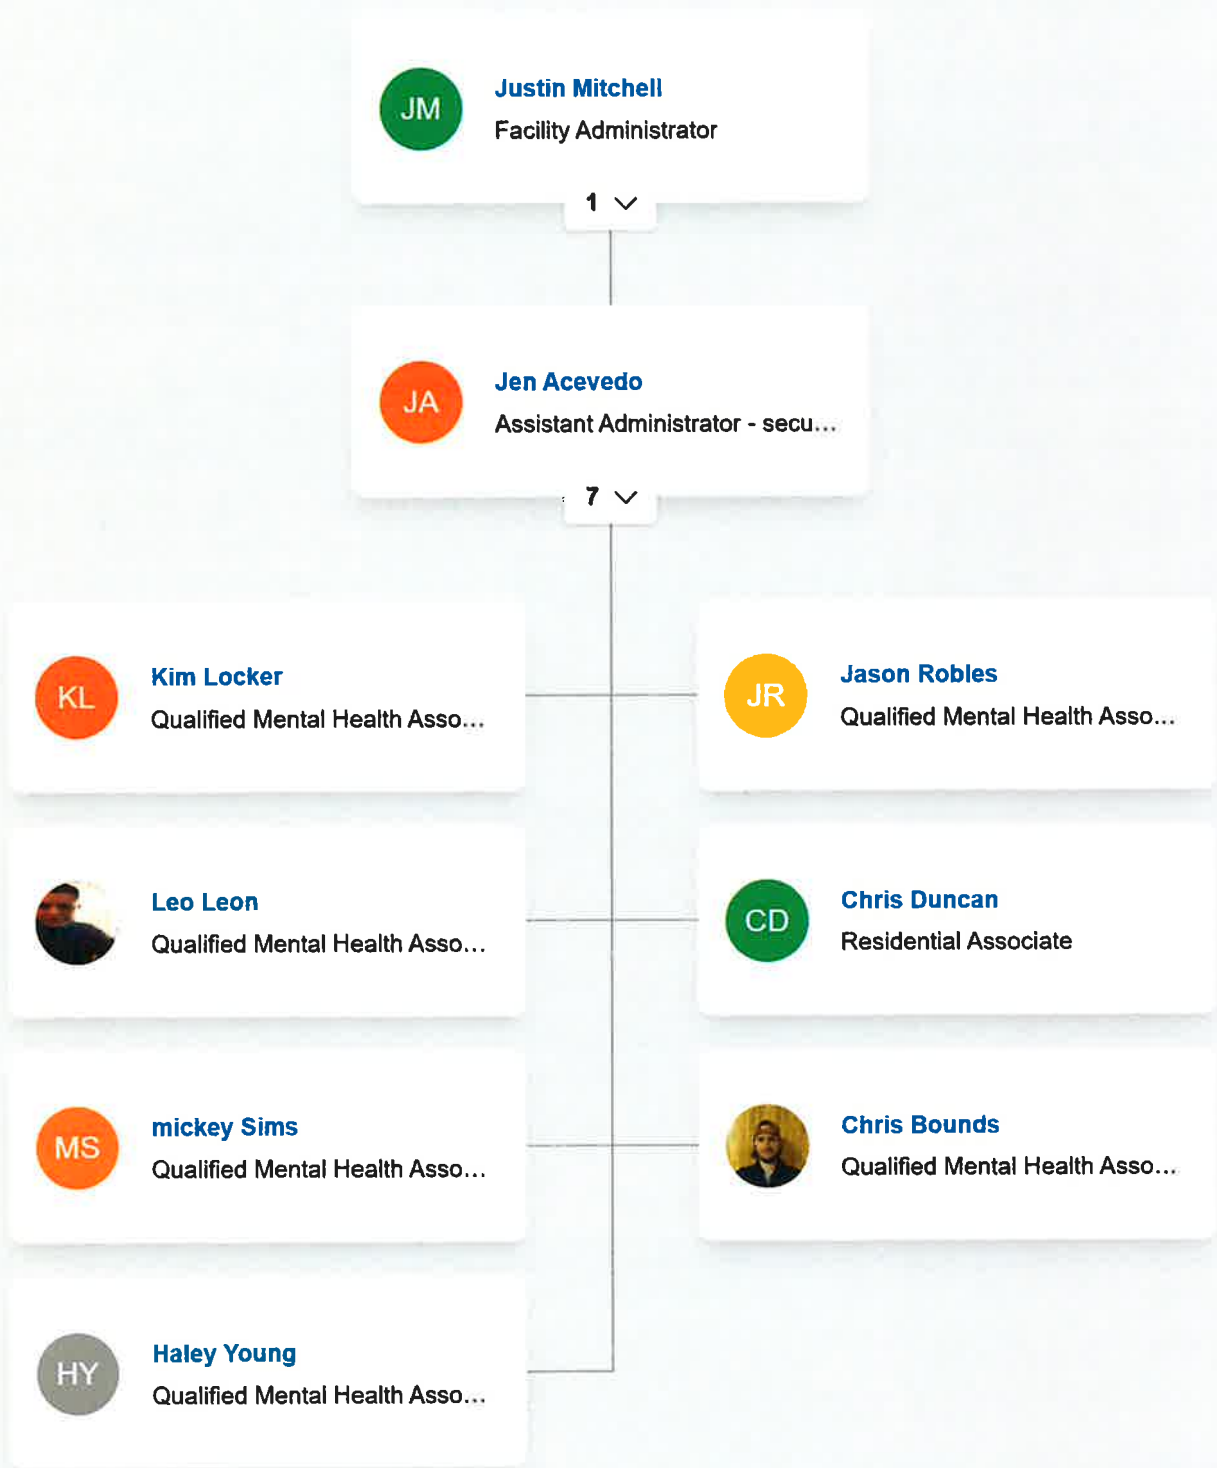 JM
Justin Mitchell
Facility Administrator
1
JA
Jen Acevedo
Assistant Administrator - secu...
7
KL
Kim Locker
Qualified Mental Health Asso...
JR
Jason Robles
Qualified Mental Health Asso...
Leo Leon
Qualified Mental Health Asso...
CD
Chris Duncan
Residential Associate
MS
mickey Sims
Qualified Mental Health Asso...
Chris Bounds
Qualified Mental Health Asso...
HY
Haley Young
Qualified Mental Health Asso...